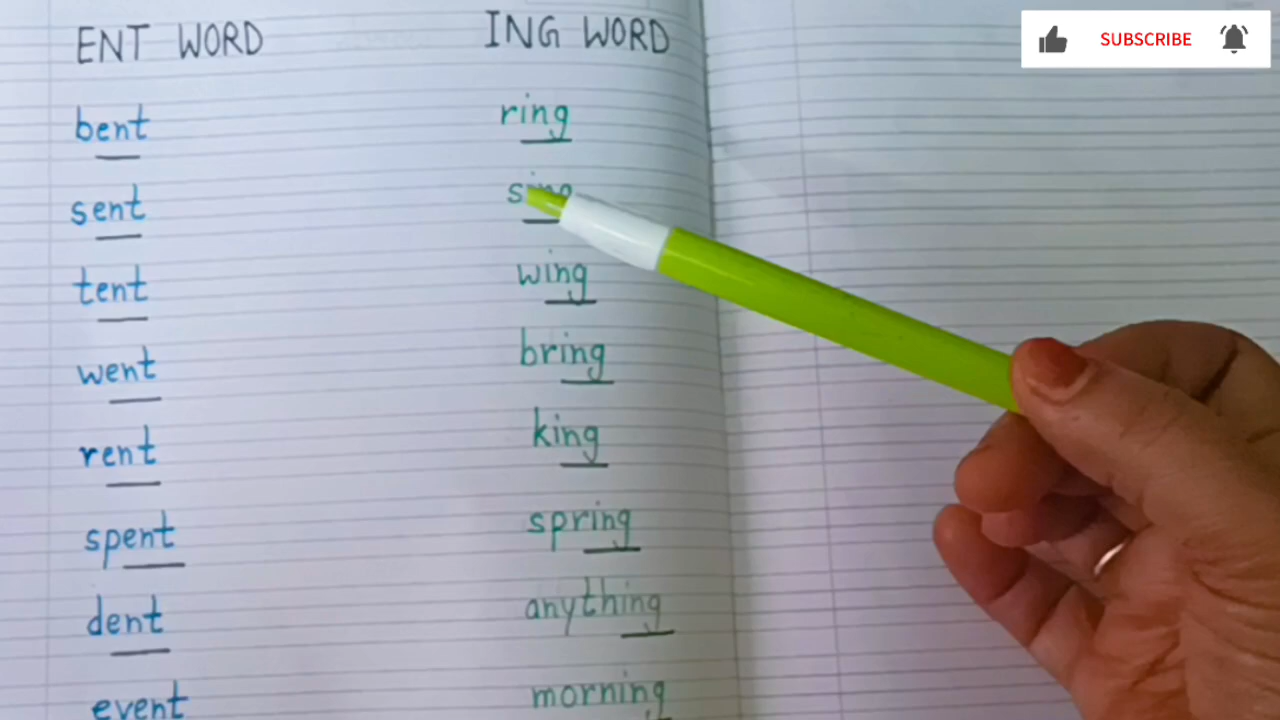 ENT WORD
ING WORD
SUBSCRIBE
bent
ring
sent
sing
tent
wing
went
bring
rent
king
spent
spring
dent
anything
event
morning